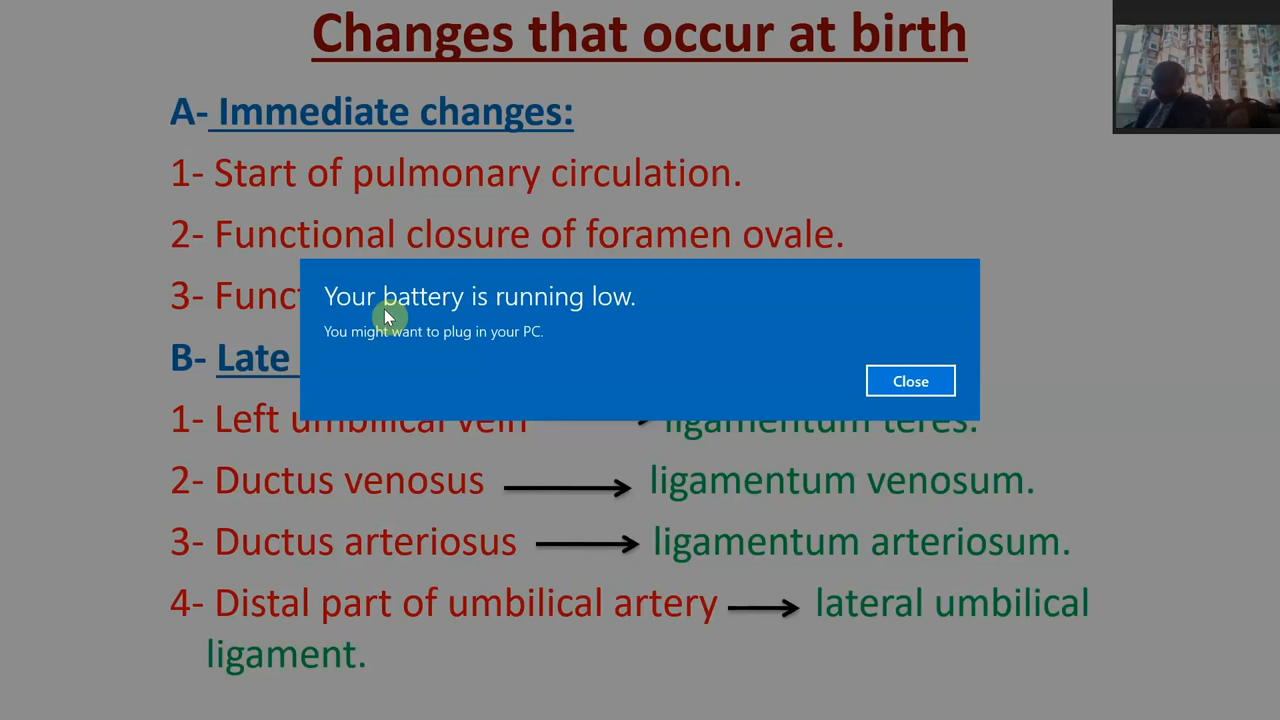 Changes that occur at birth
A- Immediate changes:
1- Start of pulmonary circulation.
2- Functional closure of foramen ovale.
3-
Your battery is running low.
You might want to plug in your PC.
B- Late
Close
1- Left umbilical vein ligamentum teres.
2- Ductus venosus ligamentum venosum.
3- Ductus arteriosus ligamentum arteriosum.
4- Distal part of umbilical artery lateral umbilical
ligament.